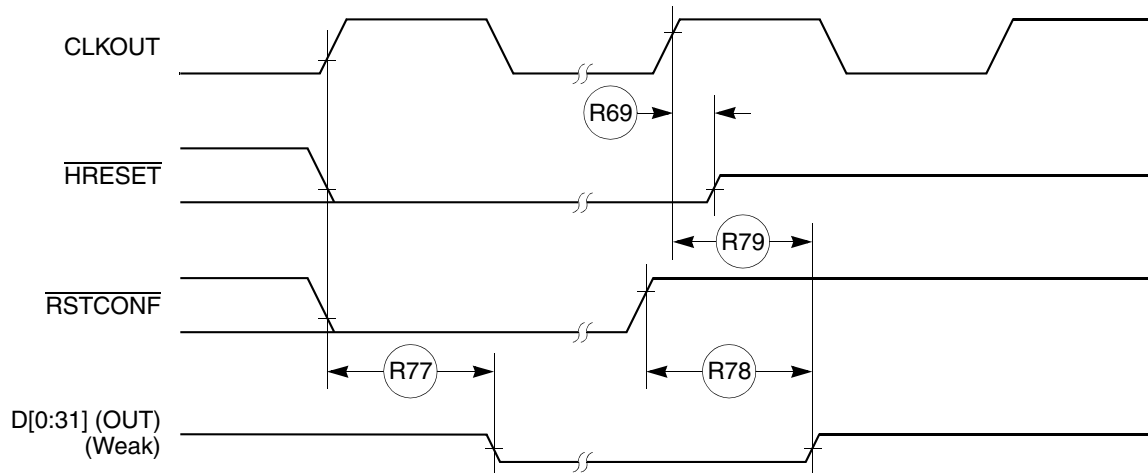 CLKOUT
R69
HRESET
R79
RSTCONF
R77
R78
D[0:31] (OUT)
(Weak)